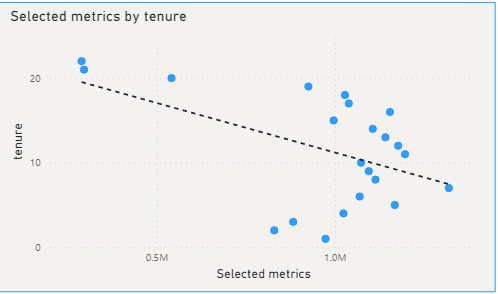 Selected metrics by tenure
20
10
0
tenure
0.5M
1.0M
Selected metrics